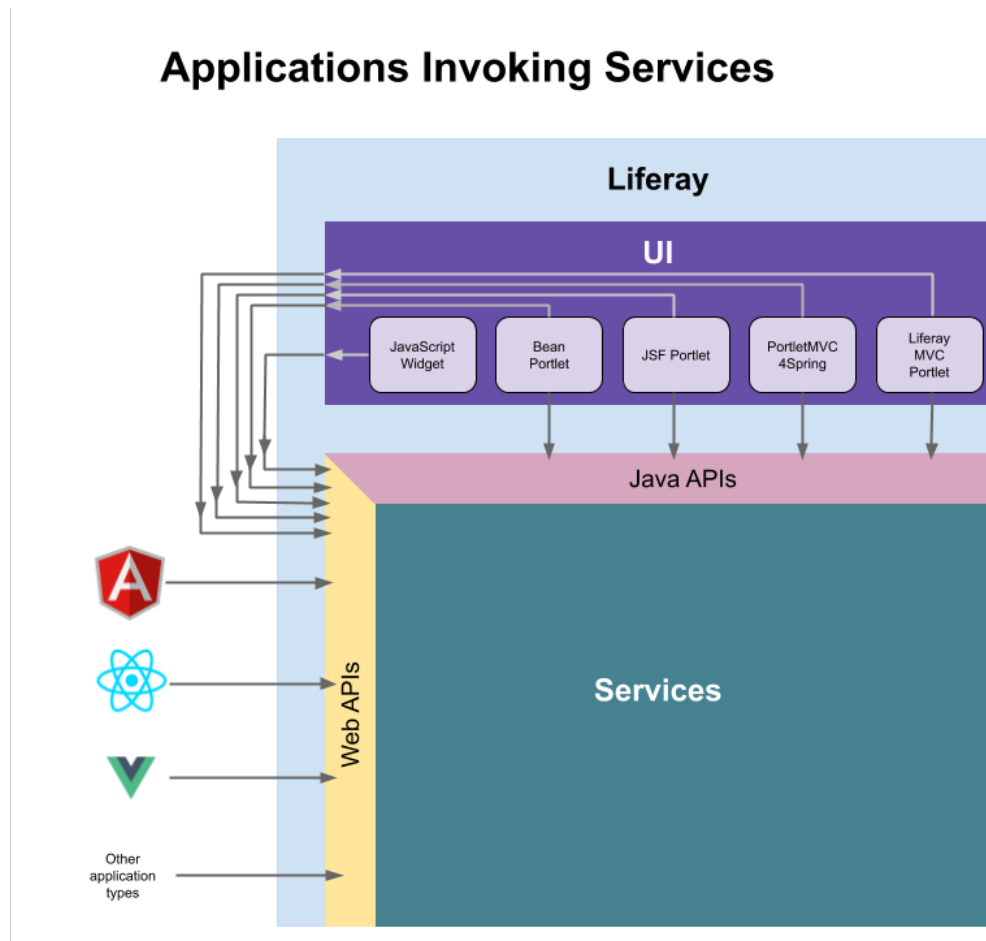 Applications Invoking Services
Liferay
UI
JavaScript
Widget
Bean
Portlet
JSF Portlet
PortletMVC
4Spring
Liferay
MVC
Portlet
Java APIs
Web APIs
Services
A
Other
application
types